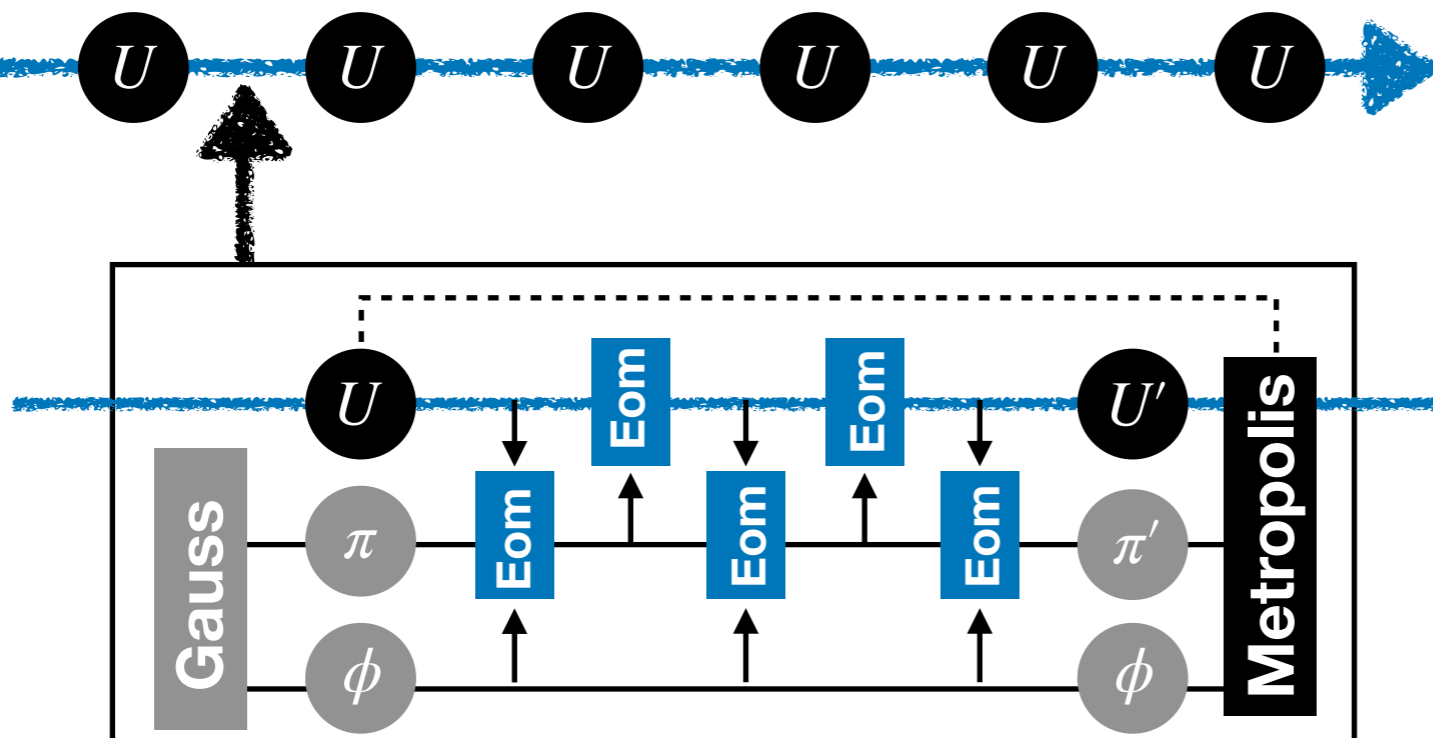 U U U U U U
Eom Eom
U U′
Gauss π Eom Eom Eom π′ Metropolis
ϕ ϕ